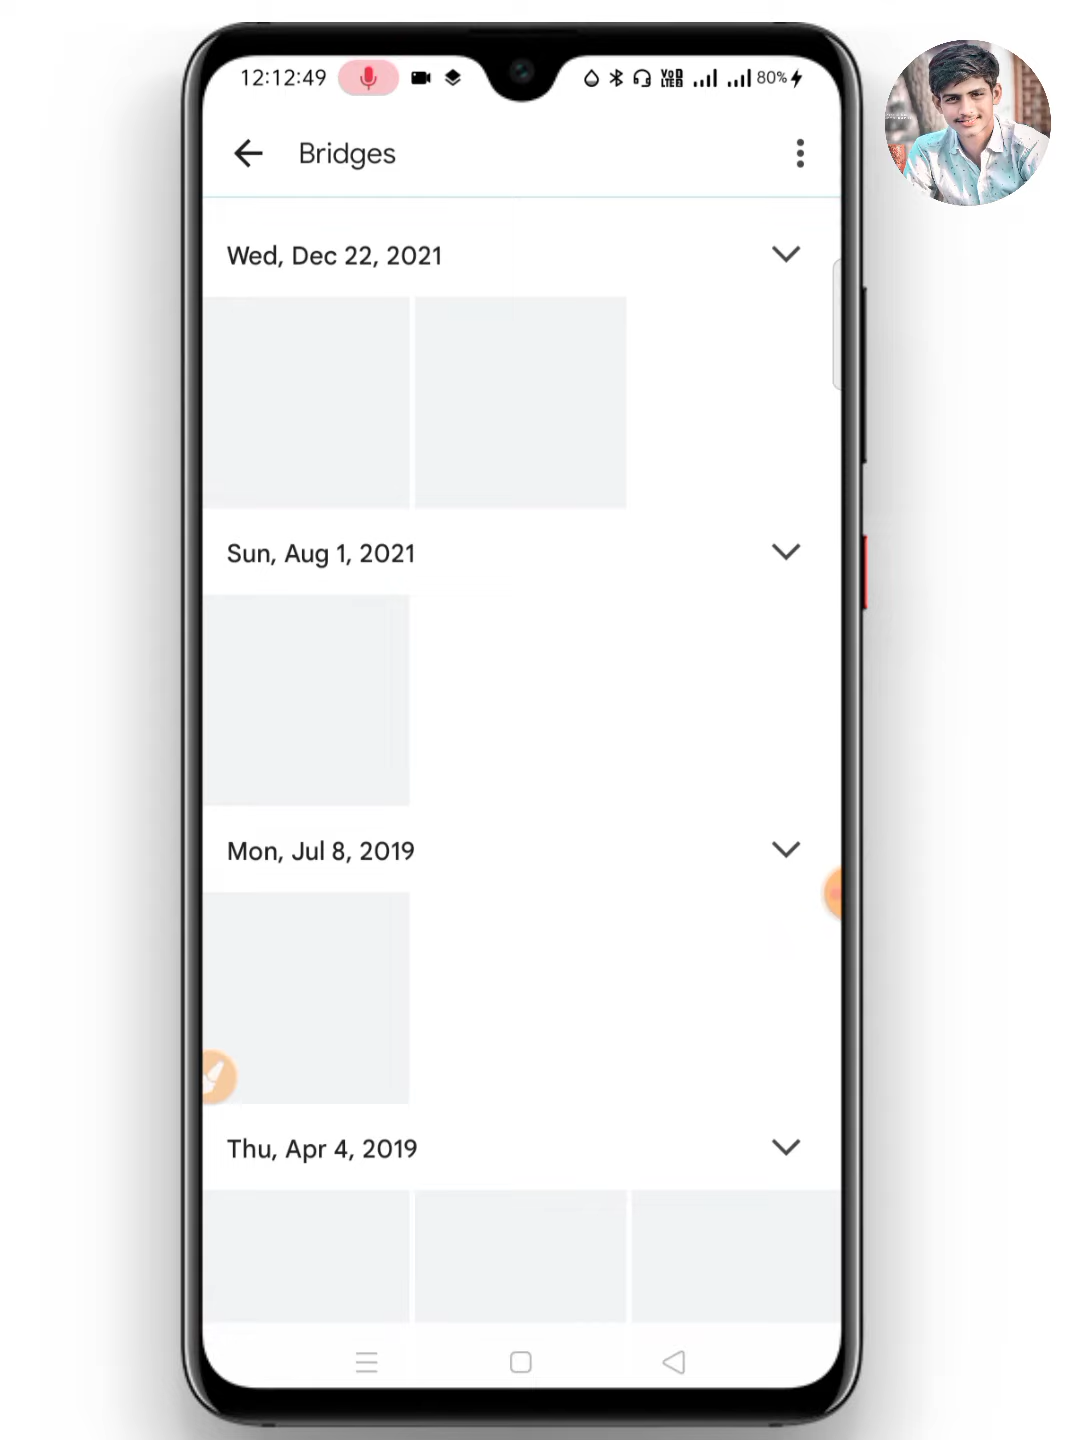 12:12:49 80%
Bridges
Wed, Dec 22, 2021
Sun, Aug 1, 2021
Mon, Jul 8, 2019
Thu, Apr 4, 2019